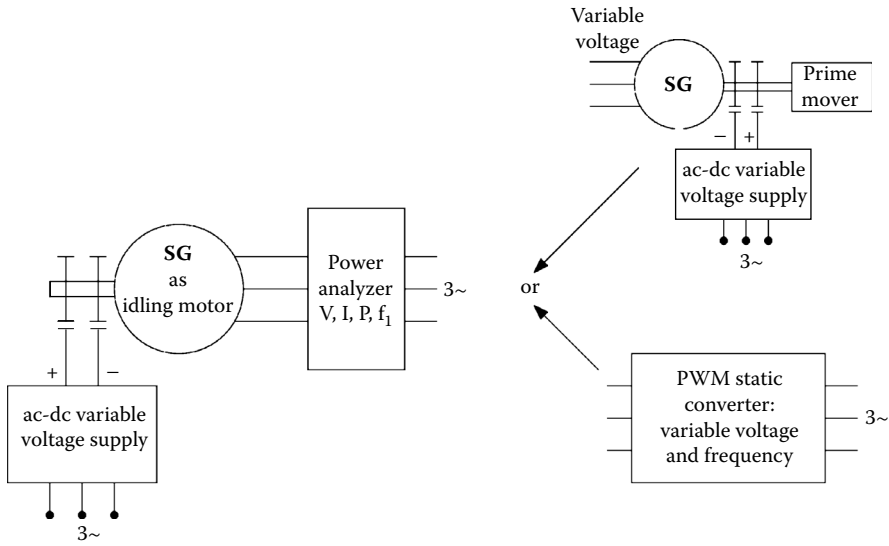 Variable
voltage
SG
Prime
mover
− +
ac-dc variable
voltage supply
3~
SG
as
idling motor
Power
analyzer
V, I, P, f₁
3~
or
+ −
ac-dc variable
voltage supply
3~
PWM static
converter:
variable voltage
and frequency
3~